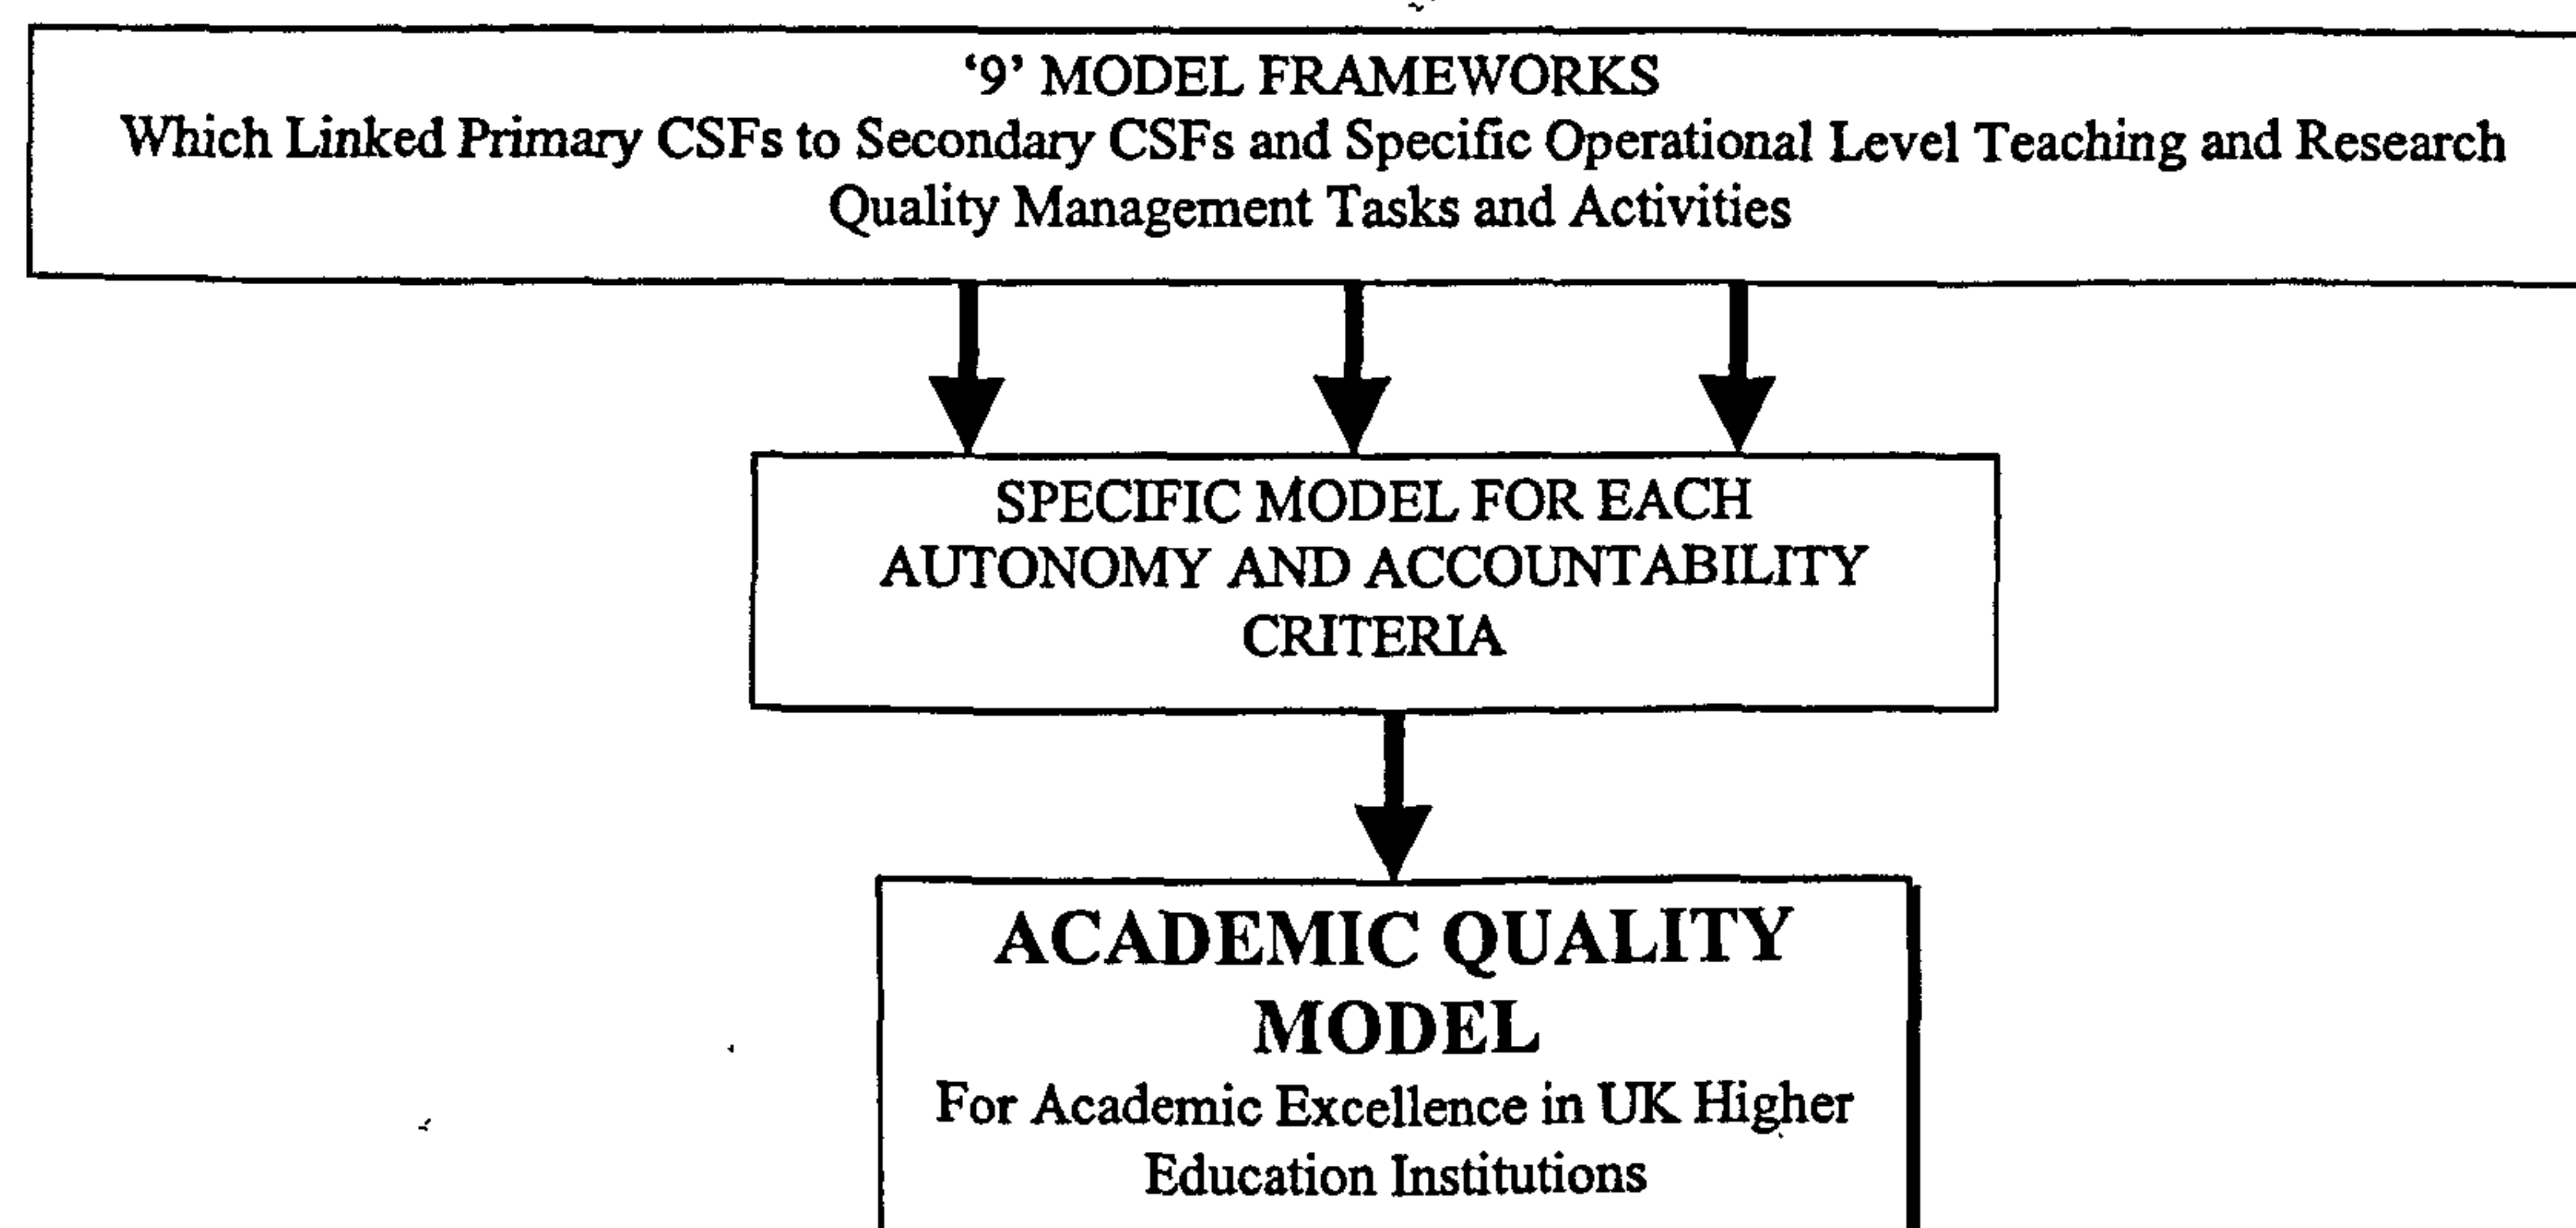 ‘9’ MODEL FRAMEWORKS
Which Linked Primary CSFs to Secondary CSFs and Specific Operational Level Teaching and Research
Quality Management Tasks and Activities
SPECIFIC MODEL FOR EACH
AUTONOMY AND ACCOUNTABILITY
CRITERIA
ACADEMIC QUALITY
MODEL
For Academic Excellence in UK Higher
Education Institutions